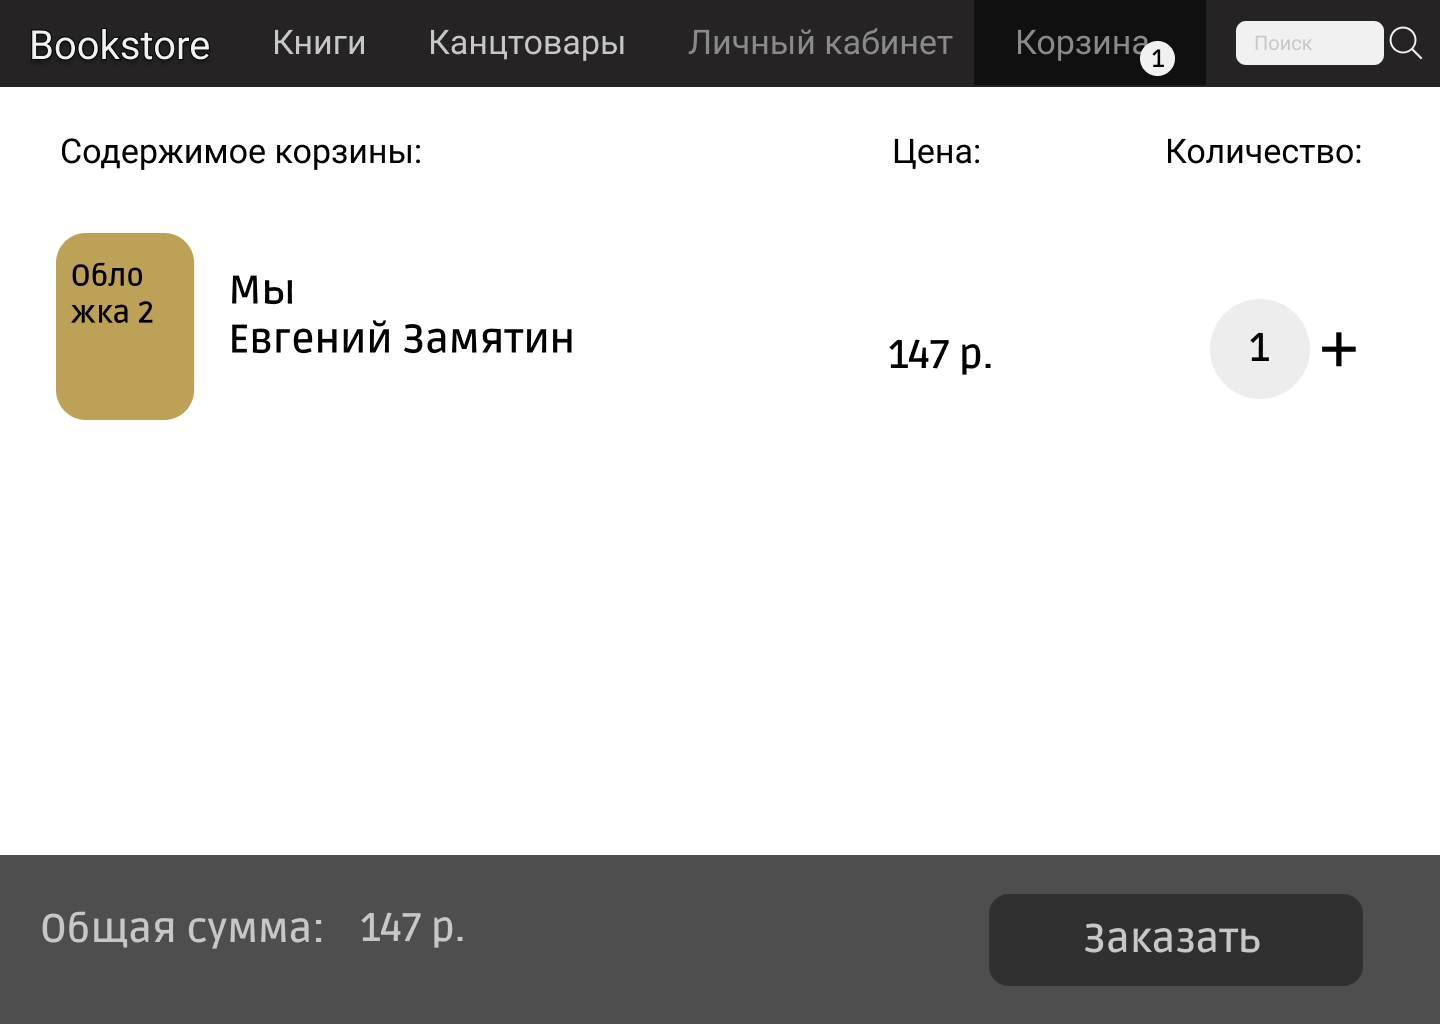 Bookstore Книги Канцтовары Личный кабинет Корзина 1 Поиск
Содержимое корзины: Цена: Количество:
Обло
жка 2
Мы
Евгений Замятин
147 р.
1 +
Общая сумма: 147 р.
Заказать